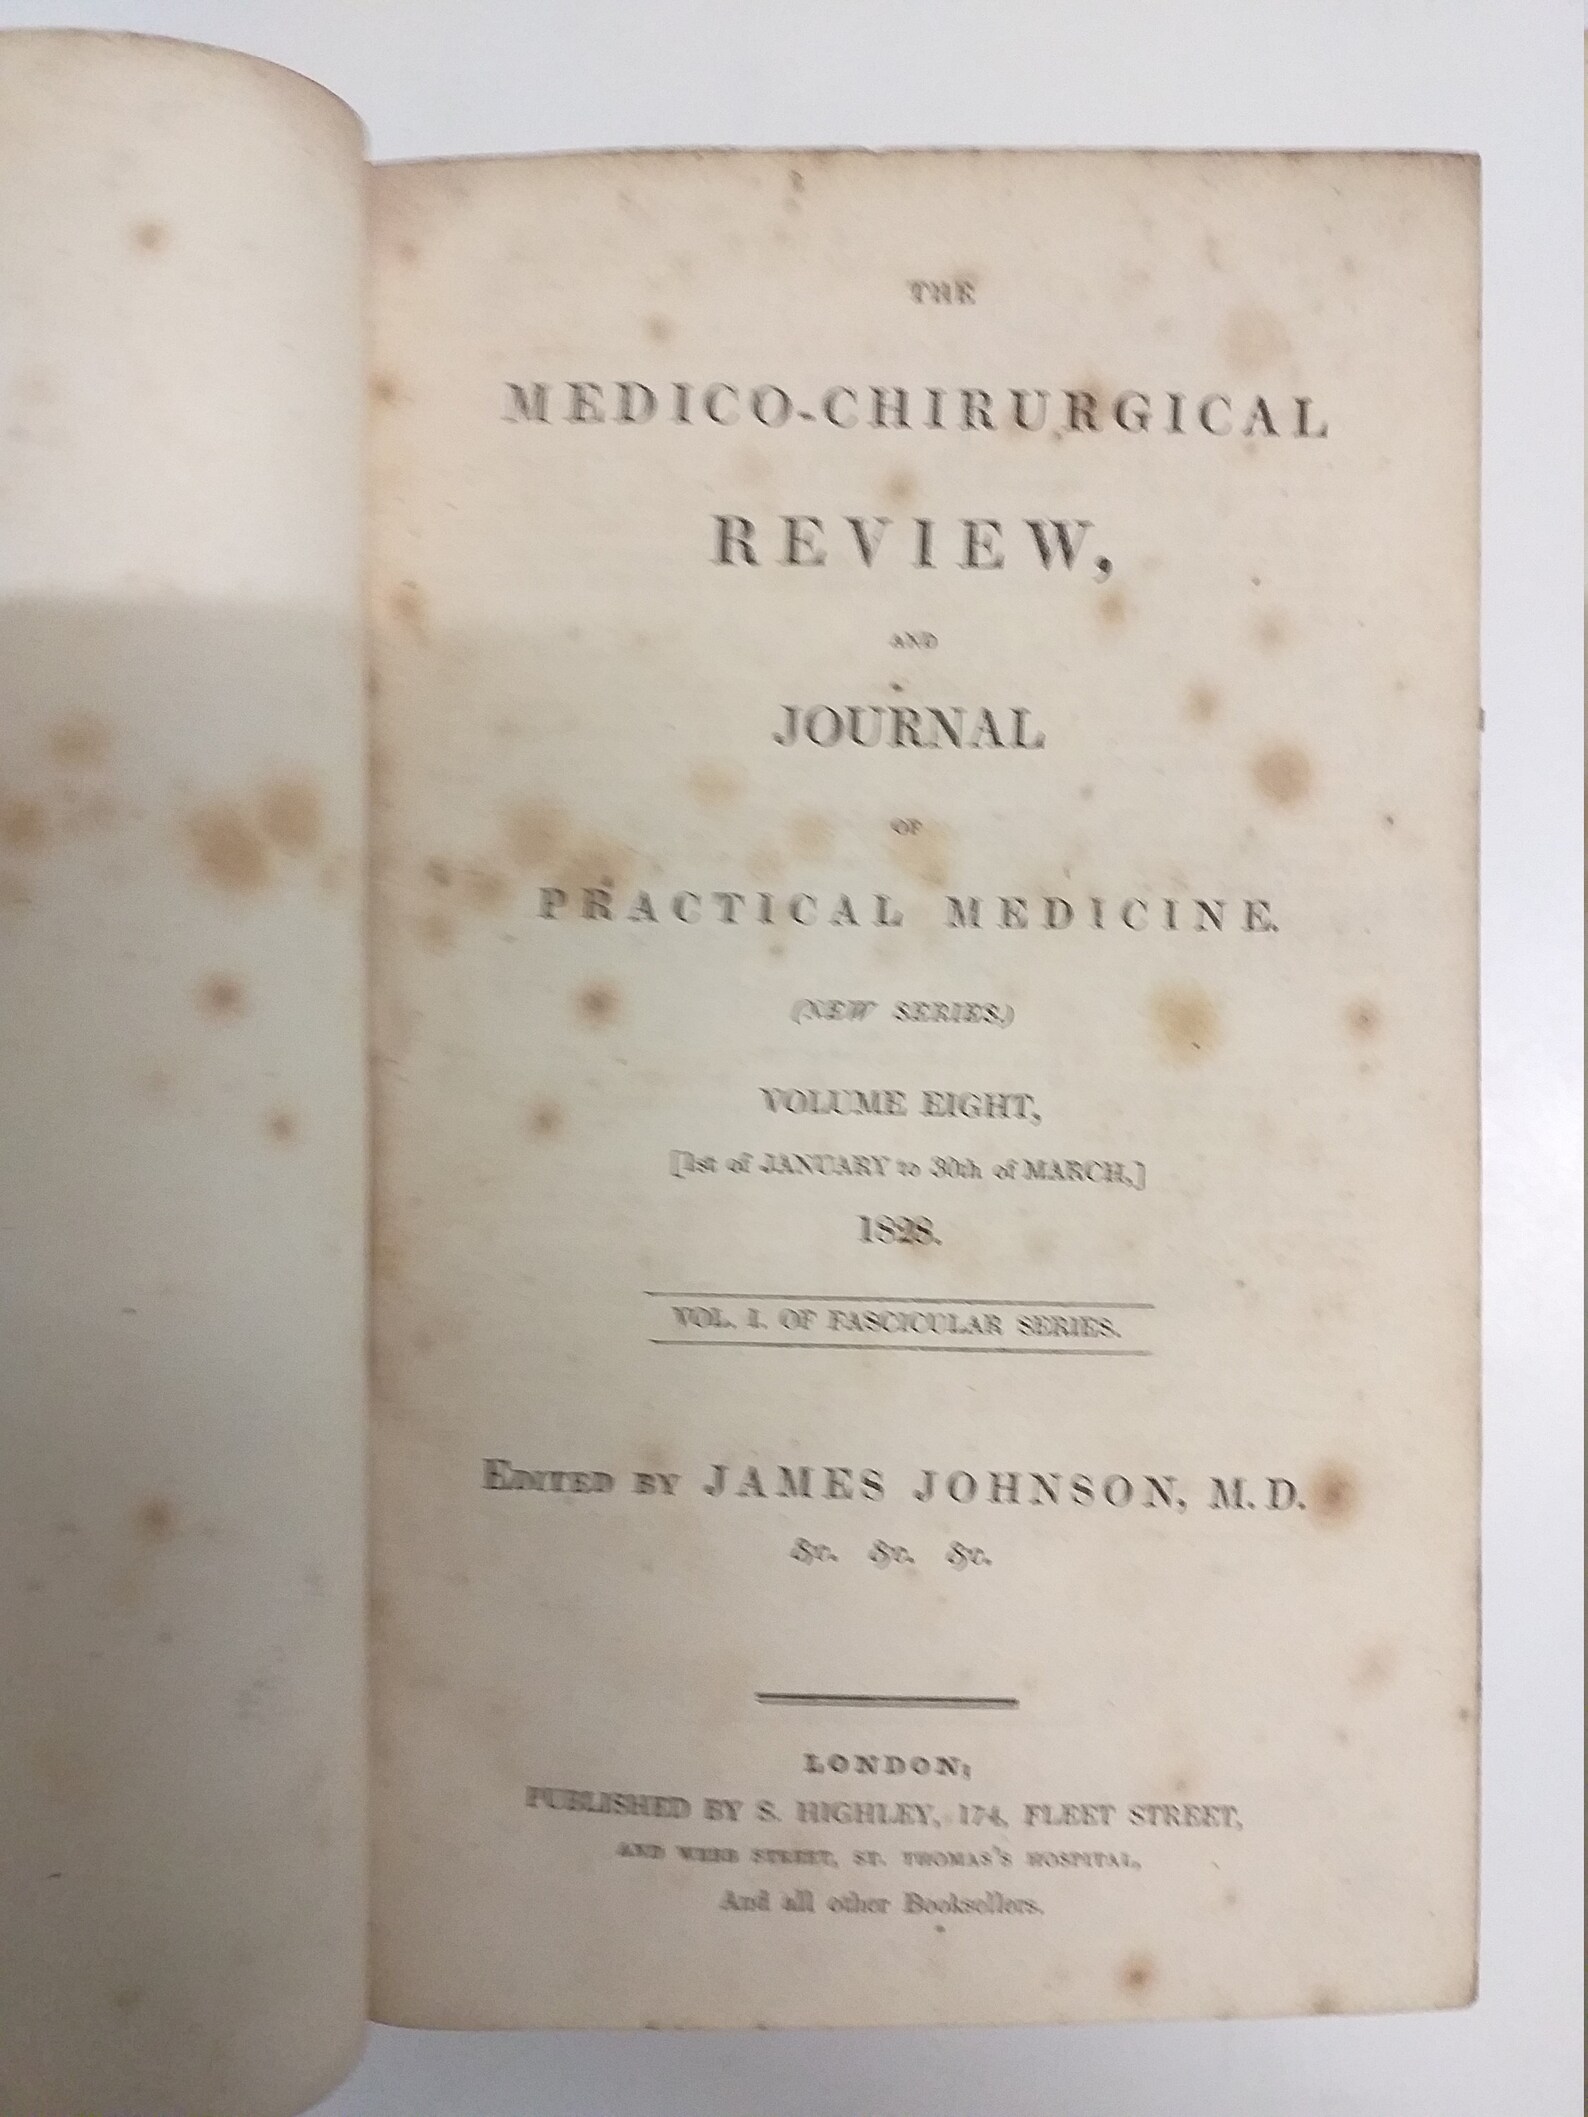 THE
MEDICO-CHIRURGICAL
REVIEW,
AND
JOURNAL
OF
PRACTICAL MEDICINE.
(NEW SERIES.)
VOLUME EIGHT,
[1st of JANUARY to 30th of MARCH,]
1828.
VOL. I. OF FASCICULAR SERIES.
EDITED BY JAMES JOHNSON, M.D.
&c. &c. &c.
LONDON;
PUBLISHED BY S. HIGHLEY, 174, FLEET STREET,
AND WEBB STREET, ST. THOMAS'S HOSPITAL,
And all other Booksellers.